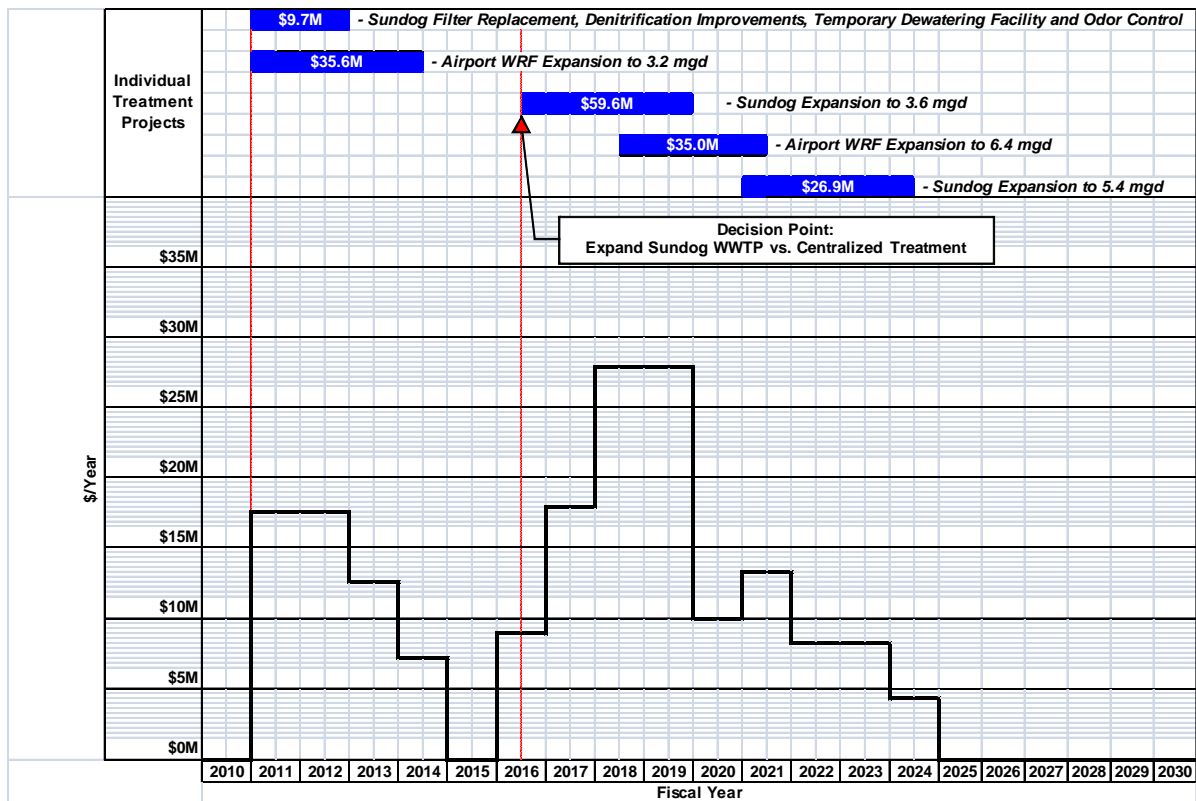 $9.7M - Sundog Filter Replacement, Denitrification Improvements, Temporary Dewatering Facility and Odor Control
$35.6M - Airport WRF Expansion to 3.2 mgd
Individual
Treatment
Projects
$59.6M - Sundog Expansion to 3.6 mgd
$35.0M - Airport WRF Expansion to 6.4 mgd
$26.9M - Sundog Expansion to 5.4 mgd
Decision Point:
Expand Sundog WWTP vs. Centralized Treatment
$35M
$30M
$25M
$20M
$/Year
$15M
$10M
$5M
$0M
2010 2011 2012 2013 2014 2015 2016 2017 2018 2019 2020 2021 2022 2023 2024 2025 2026 2027 2028 2029 2030
Fiscal Year